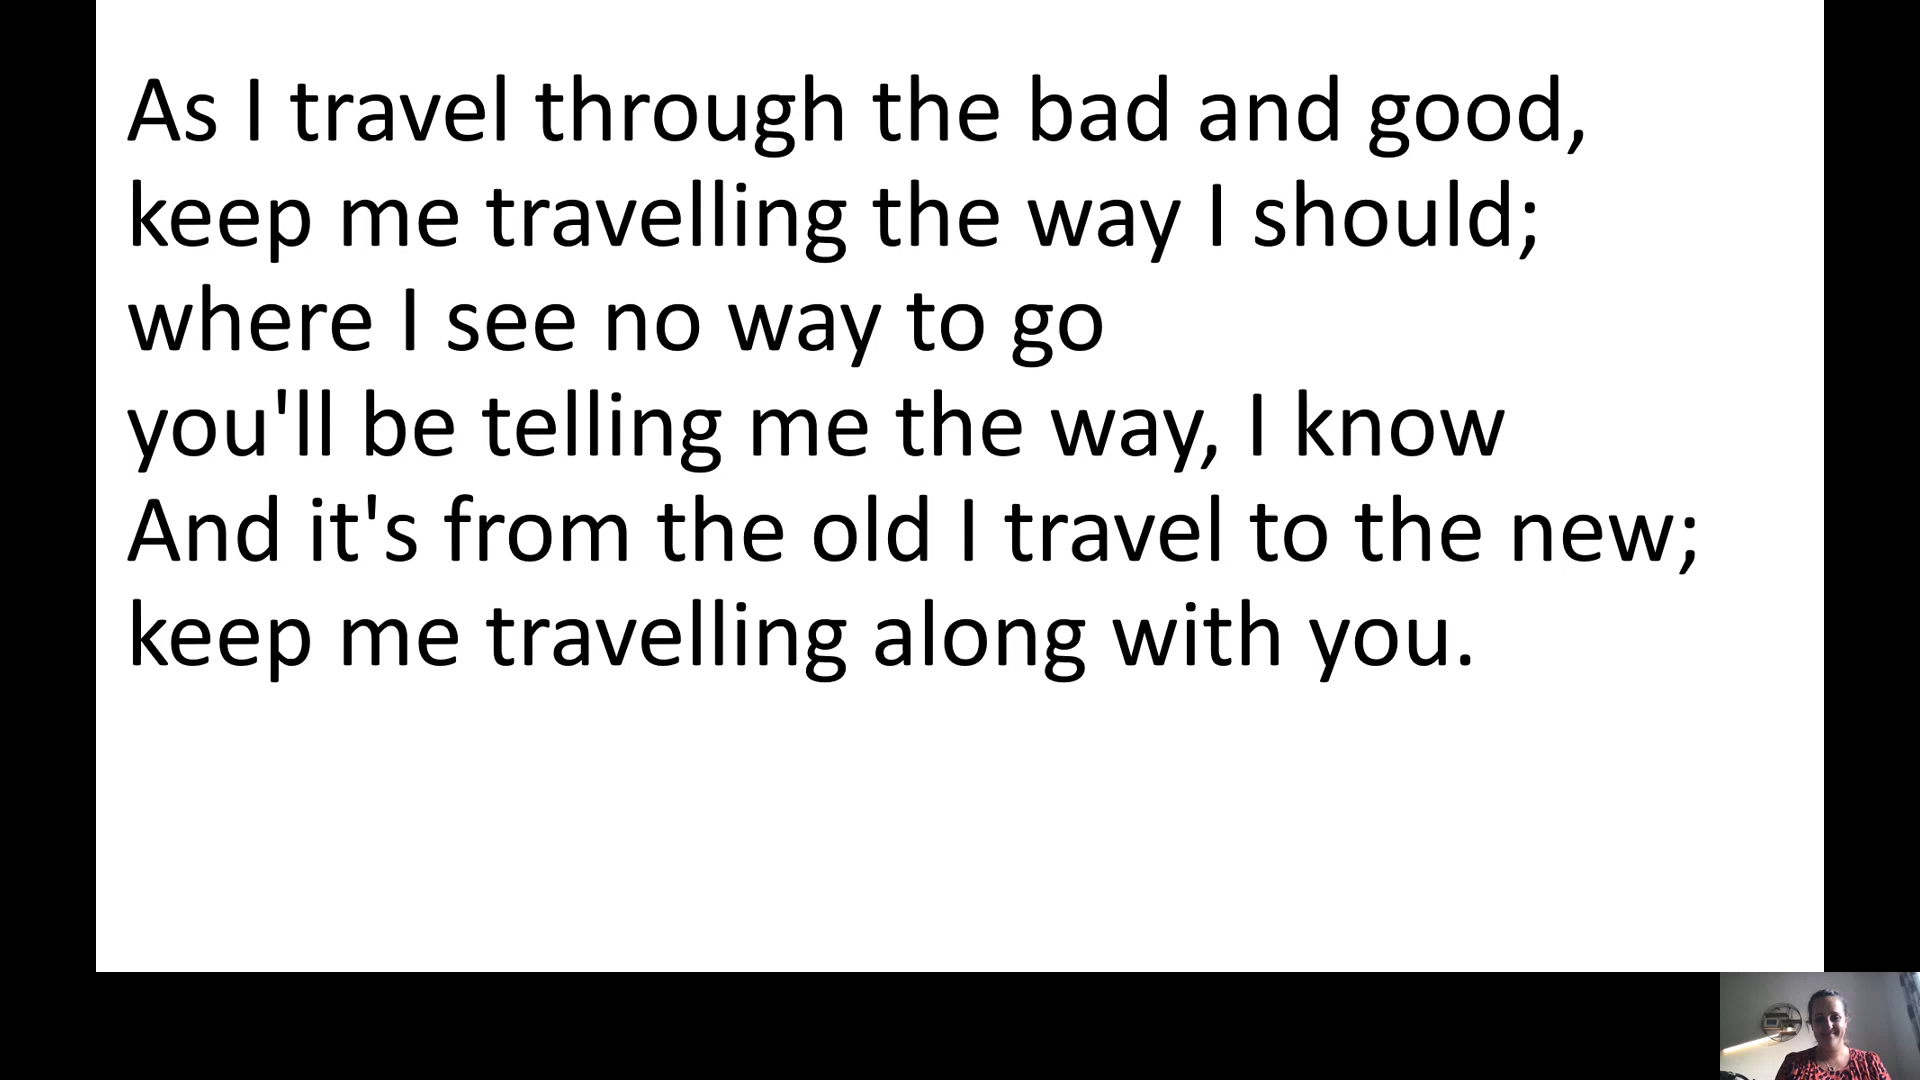 As I travel through the bad and good,
keep me travelling the way I should;
where I see no way to go
you'll be telling me the way, I know
And it's from the old I travel to the new;
keep me travelling along with you.